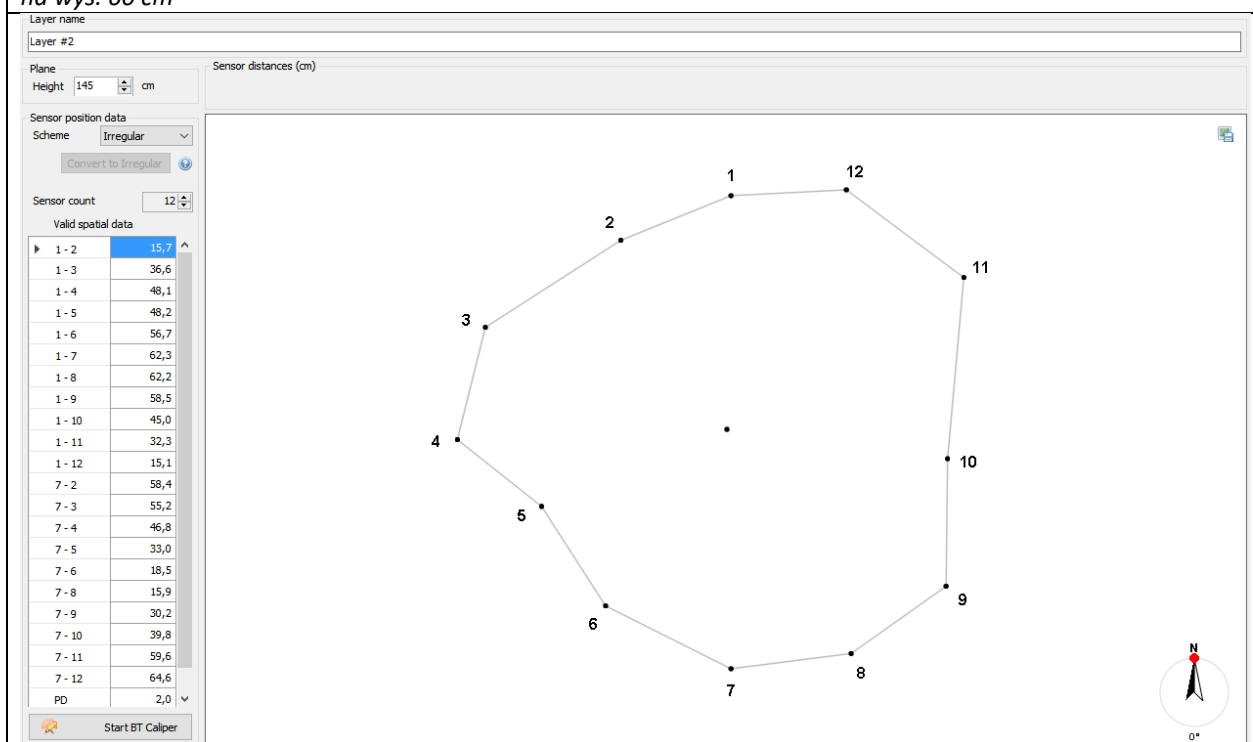 na wys. 60 cm
Layer name
Layer #2
Plane
Height 145 cm
Sensor distances (cm)
Sensor position data
Scheme Irregular
Convert to Irregular
Sensor count 12
Valid spatial data
1 - 2 15,7
1 - 3 36,6
1 - 4 48,1
1 - 5 48,2
1 - 6 56,7
1 - 7 62,3
1 - 8 62,2
1 - 9 58,5
1 - 10 45,0
1 - 11 32,3
1 - 12 15,1
7 - 2 58,4
7 - 3 55,2
7 - 4 46,8
7 - 5 33,0
7 - 6 18,5
7 - 8 15,9
7 - 9 30,2
7 - 10 39,8
7 - 11 59,6
7 - 12 64,6
PD 2,0
Start BT Caliper
1
12
2
11
3
4
10
5
9
6
8
7
N
0°